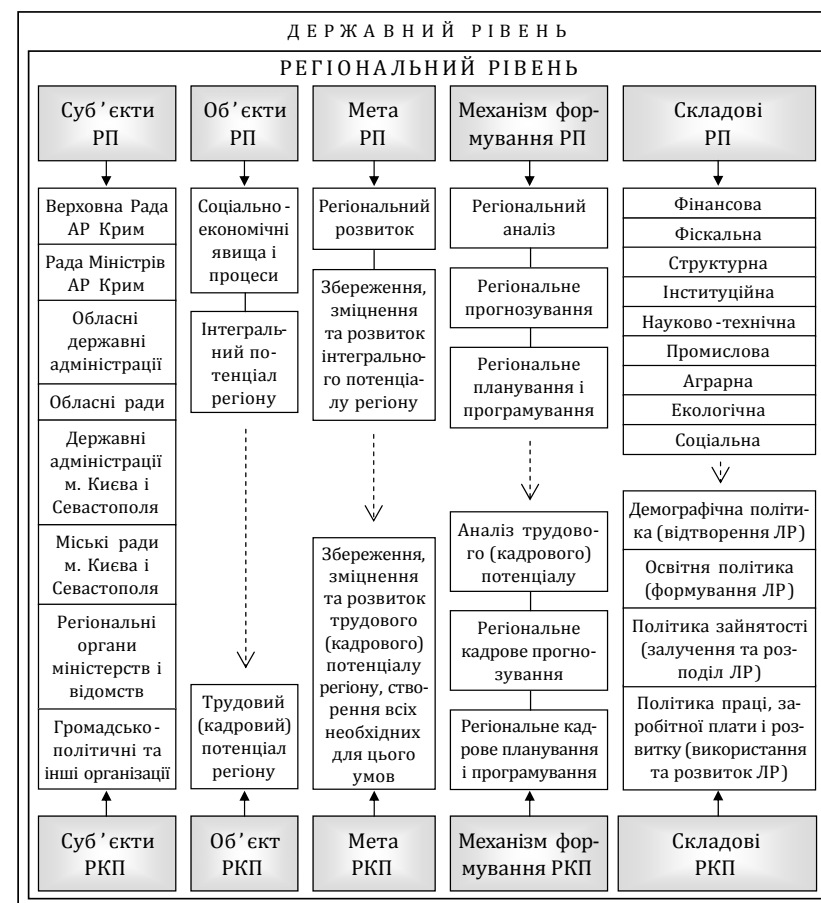 ДЕРЖАВНИЙ РІВЕНЬ
РЕГІОНАЛЬНИЙ РІВЕНЬ
Суб'єкти
РП
Об'єкти
РП
Мета
РП
Механізм фор-
мування РП
Складові
РП
Верховна Рада
АР Крим
Рада Міністрів
АР Крим
Обласні
державні
адміністрації
Обласні ради
Державні
адміністрації
м. Києва і
Севастополя
Міські ради
м. Києва і
Севастополя
Регіональні
органи
міністерств і
відомств
Громадсько-
політичні та
інші організації
Соціально-
економічні
явища і
процеси
Інтеграль-
ний по-
тенціал
регіону
Трудовий
(кадровий)
потенціал
регіону
Регіональний
розвиток
Збереження,
зміцнення
та розвиток
інтегрально-
го потенціа-
лу регіону
Збереження,
зміцнення
та розвиток
трудового
(кадрового)
потенціалу
регіону, ство-
рення всіх
необхідних
для цього
умов
Регіональний
аналіз
Регіональне
прогнозування
Регіональне
планування і
програмування
Аналіз трудово-
го (кадрового)
потенціалу
Регіональне
кадрове прогно-
зування
Регіональне кад-
рове планування
і програмування
Фінансова
Фіскальна
Структурна
Інституційна
Науково-технічна
Промислова
Аграрна
Екологічна
Соціальна
Демографічна політи-
ка (відтворення ЛР)
Освітня політика
(формування ЛР)
Політика зайнятості
(залучення та роз-
поділ ЛР)
Політика праці, за-
робітної плати і роз-
витку (використання
та розвиток ЛР)
Суб'єкти
РКП
Об'єкт
РКП
Мета
РКП
Механізм фор-
мування РКП
Складові
РКП